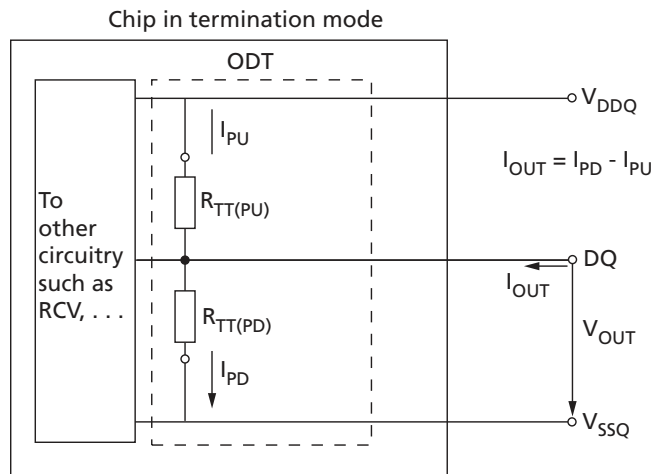 Chip in termination mode
ODT
V_DDQ
I_PU
I_OUT = I_PD - I_PU
To
other
circuitry
such as
RCV, . . .
R_TT(PU)
DQ
I_OUT
R_TT(PD)
V_OUT
I_PD
V_SSQ